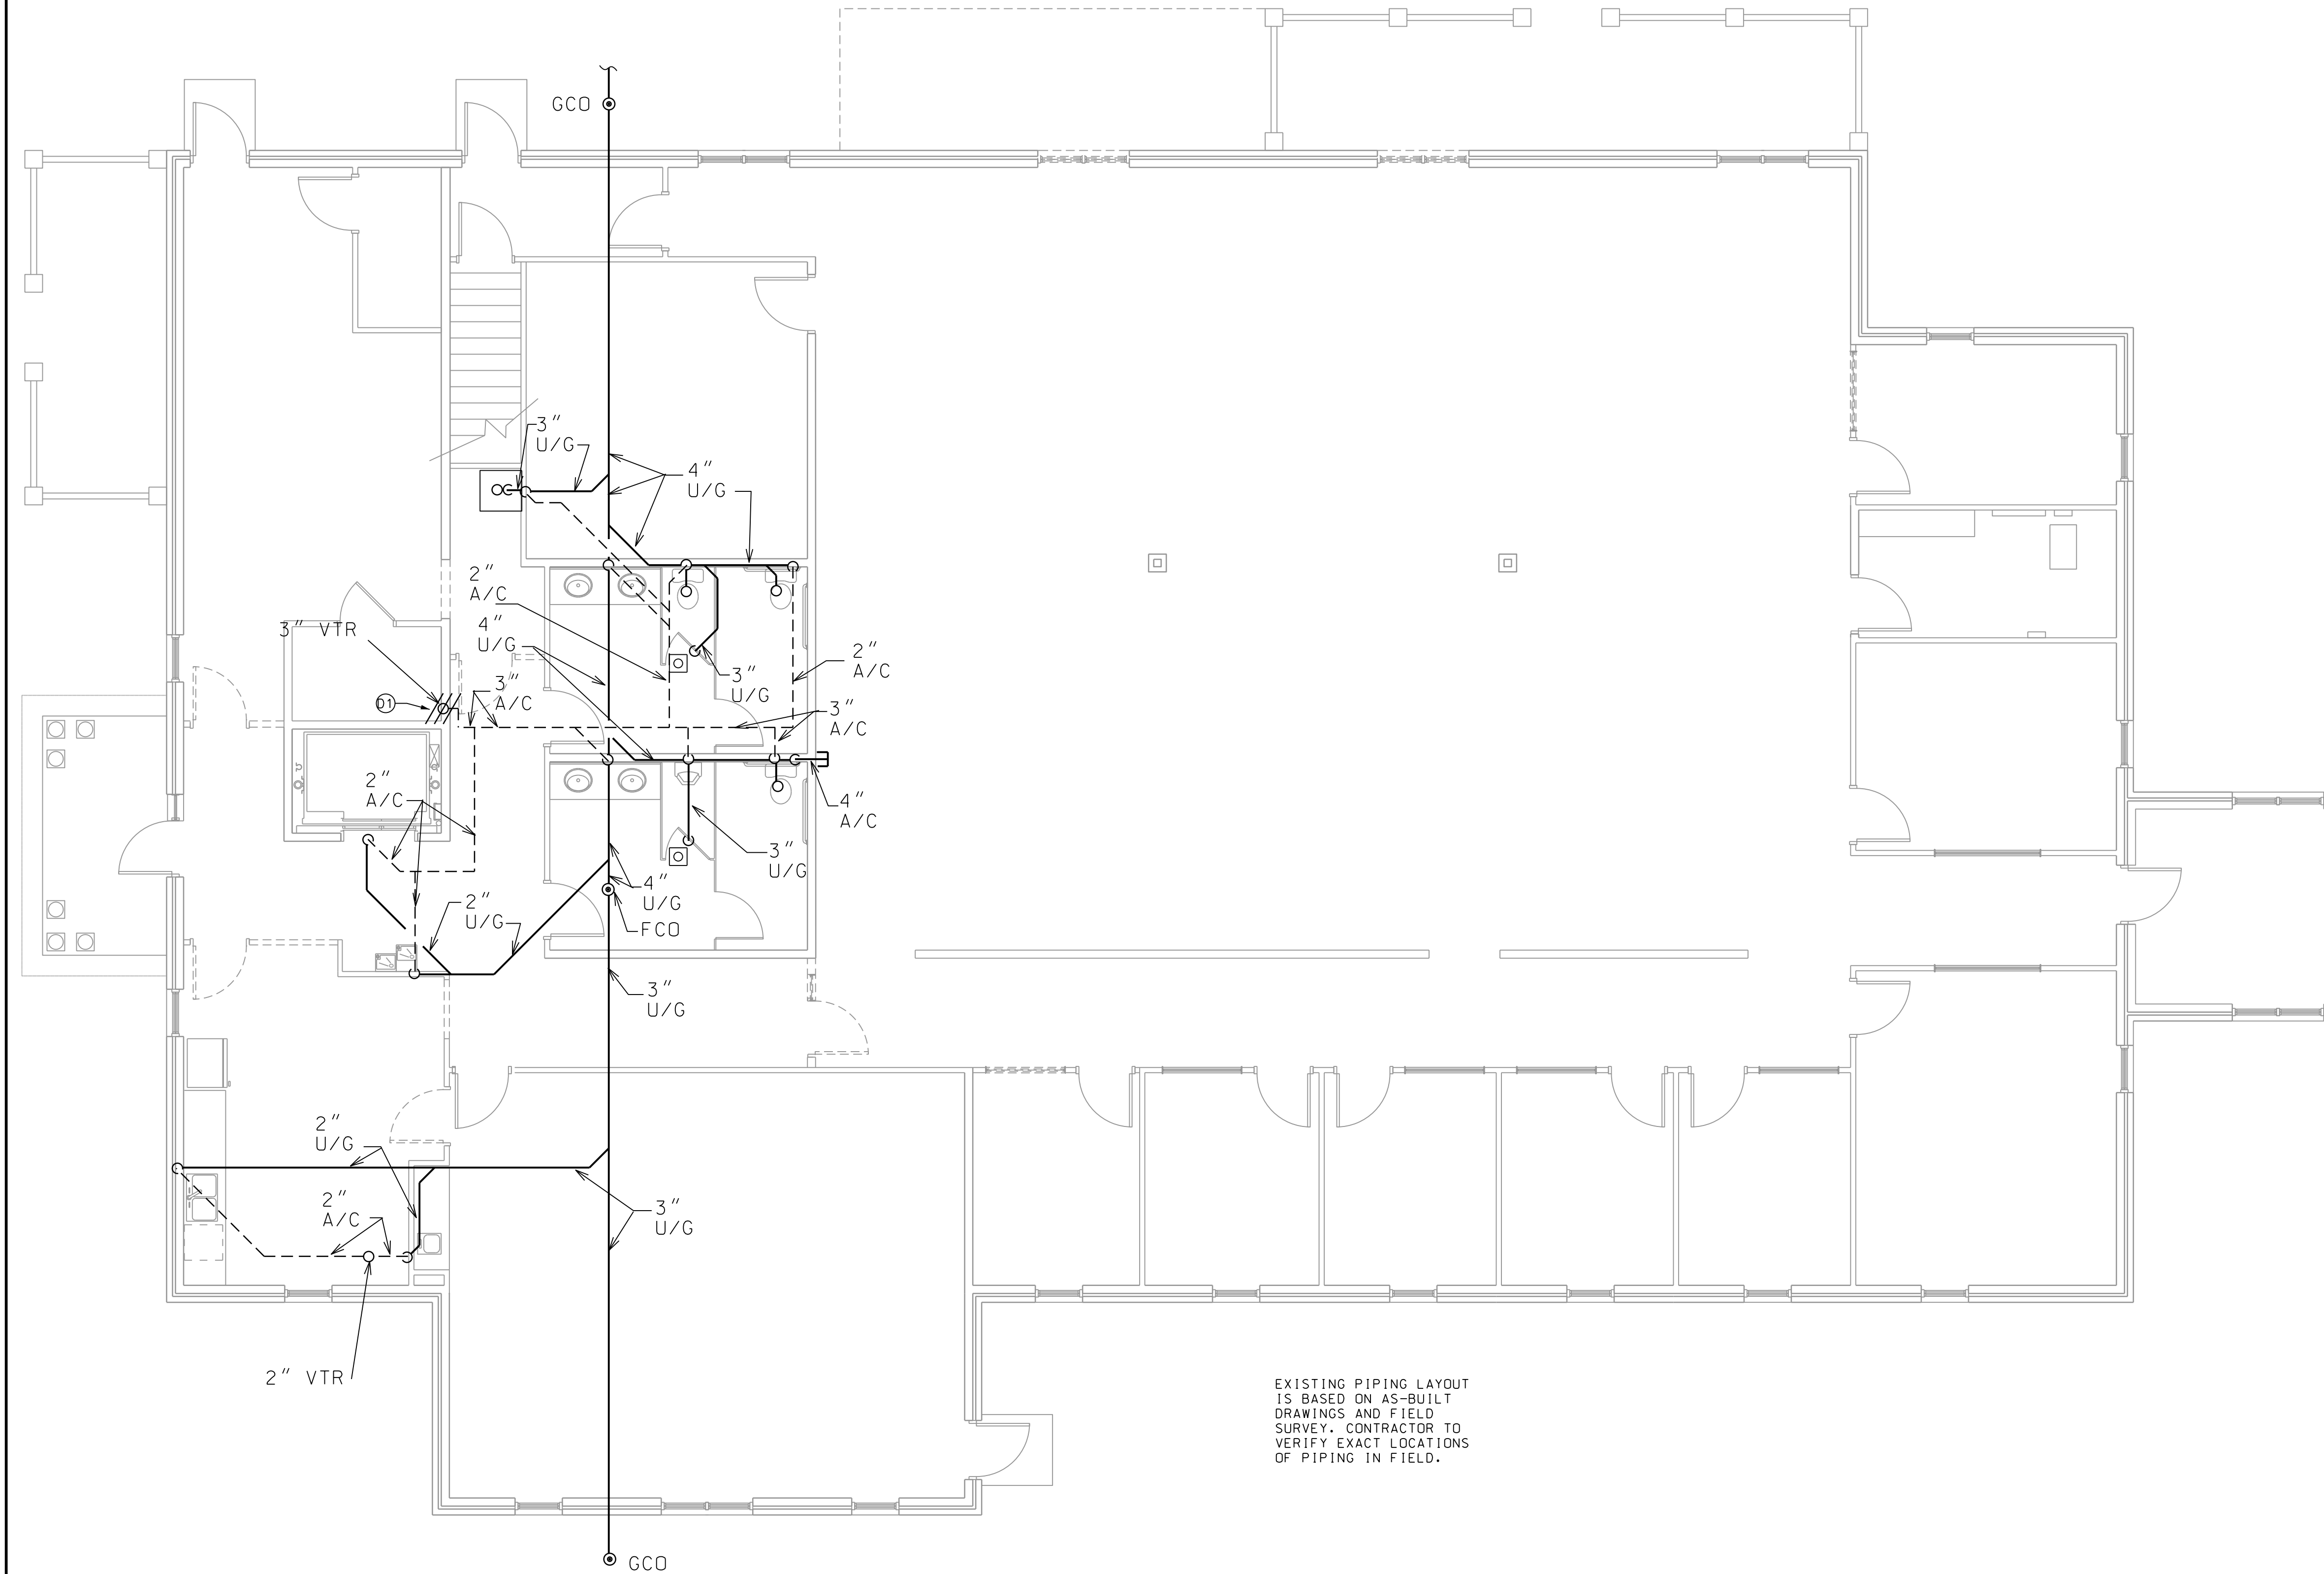 GCO
3"
U/G
4"
U/G
2"
A/C
4"
U/G
3" VTR
3"
U/G
2"
A/C
D1
3"
A/C
3"
A/C
2"
A/C
4"
A/C
3"
U/G
4"
U/G
2"
U/G
FCO
3"
U/G
2"
U/G
2"
A/C
3"
U/G
2" VTR
EXISTING PIPING LAYOUT
IS BASED ON AS-BUILT
DRAWINGS AND FIELD
SURVEY. CONTRACTOR TO
VERIFY EXACT LOCATIONS
OF PIPING IN FIELD.
GCO